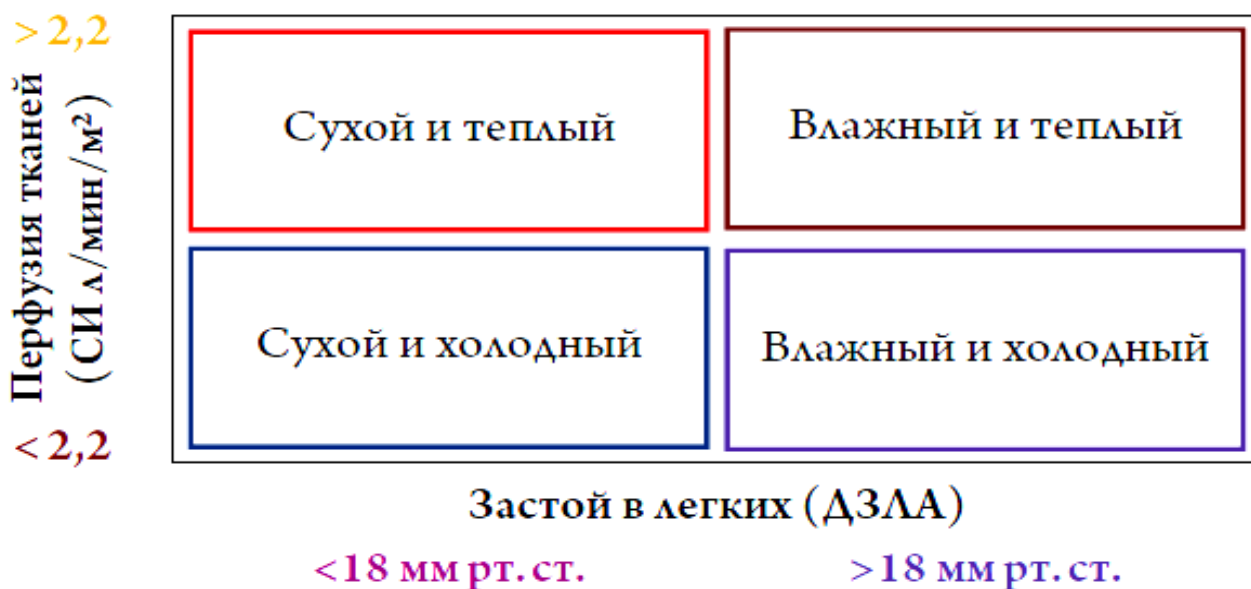 > 2,2
Перфузия тканей
(СИ л/мин/м²)
< 2,2
Сухой и теплый
Влажный и теплый
Сухой и холодный
Влажный и холодный
Застой в легких (ДЗЛА)
<18 мм рт. ст.
>18 мм рт. ст.